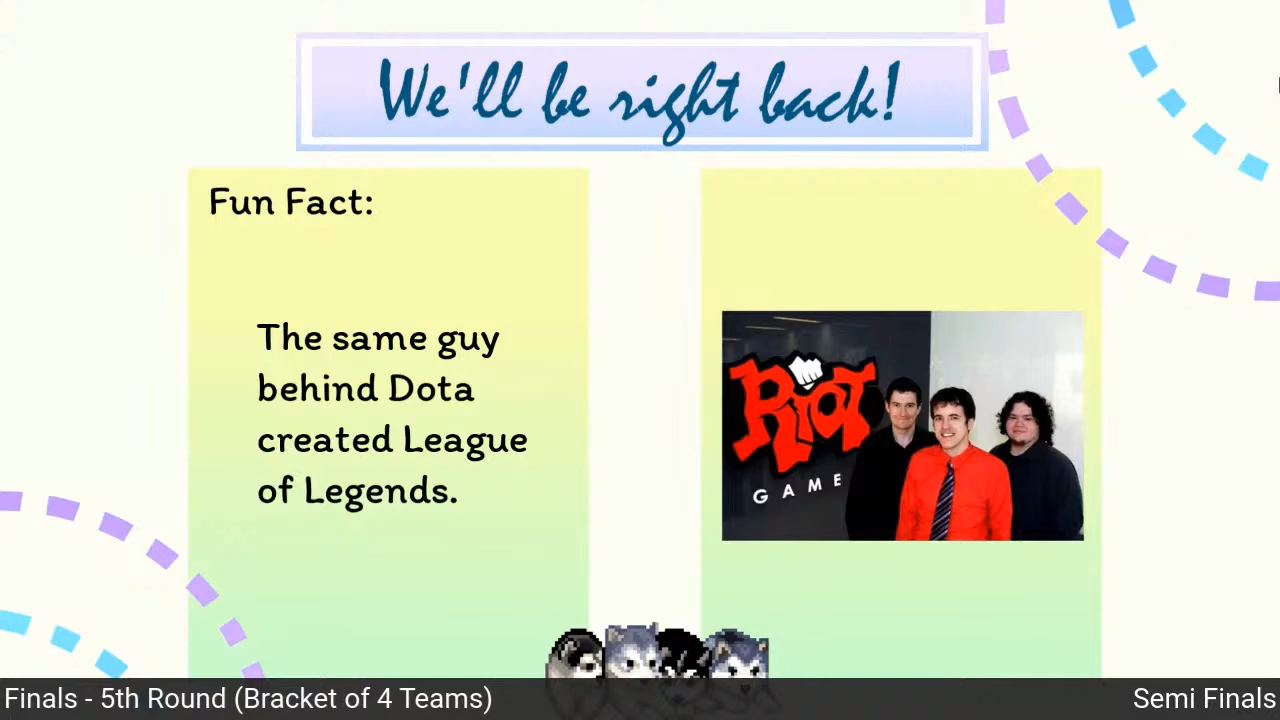 We'll be right back!
Fun Fact:
The same guy
behind Dota
created League
of Legends.
RIOT
GAME
Finals - 5th Round (Bracket of 4 Teams)
Semi Finals